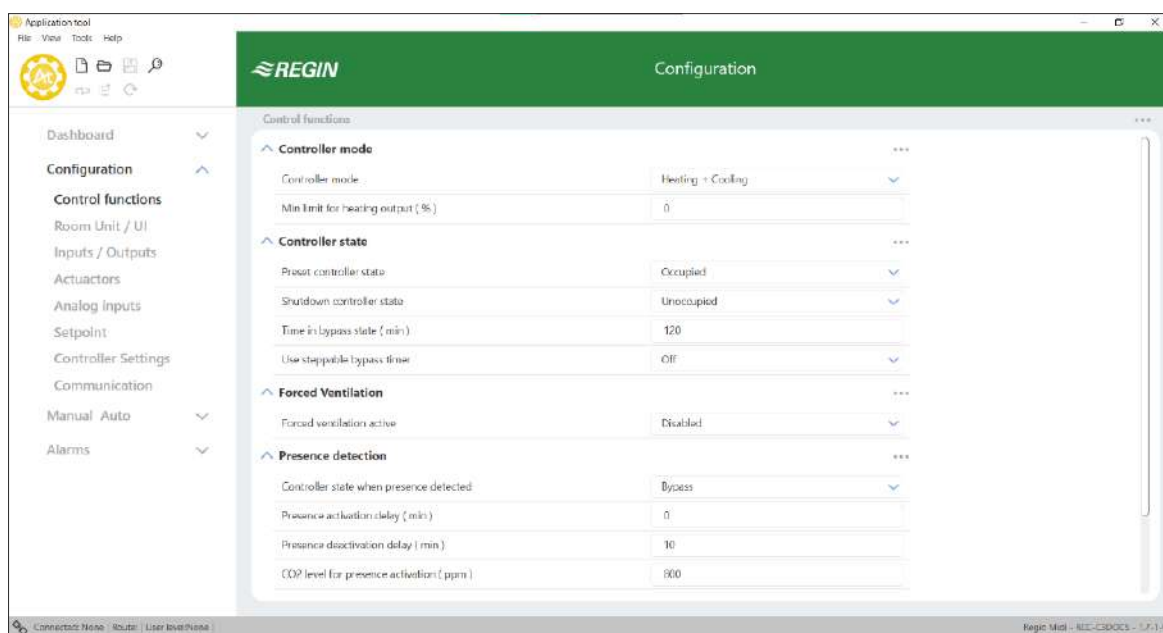 Application tool
File View Tools Help
At
REGIN
Configuration
Control functions
Dashboard
Configuration
Control functions
Room Unit / UI
Inputs / Outputs
Actuactors
Analog inputs
Setpoint
Controller Settings
Communication
Manual Auto
Alarms
Controller mode
Controller mode Heating + Cooling
Min limit for heating output ( % ) 0
Controller state
Preset controller state Occupied
Shutdown controller state Unoccupied
Time in bypass state ( min ) 120
Use steppable bypass timer Off
Forced Ventilation
Forced ventilation active Disabled
Presence detection
Controller state when presence detected Bypass
Presence activation delay ( min ) 0
Presence deactivation delay ( min ) 10
CO2 level for presence activation ( ppm ) 800
Connected: None Route: User level:None
Regio Midi -